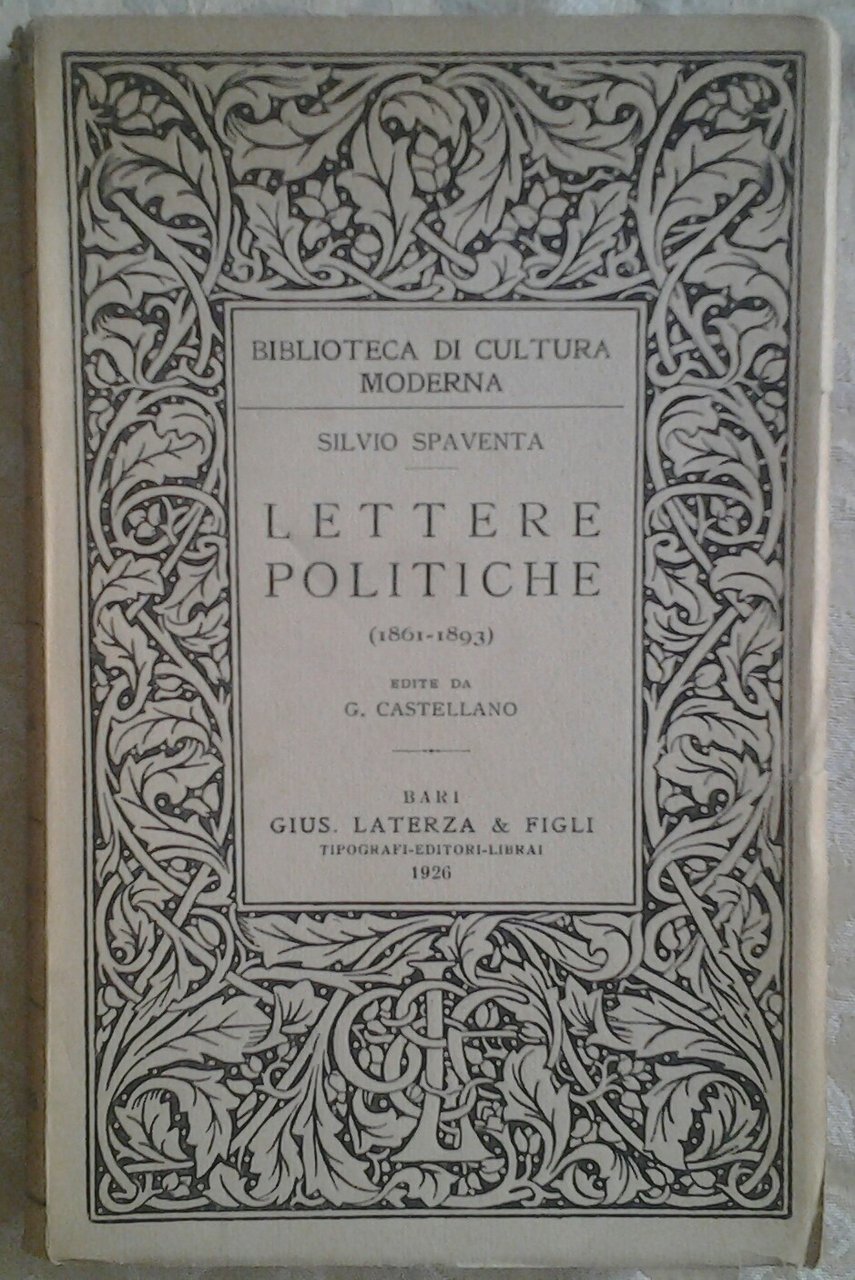 BIBLIOTECA DI CULTURA
MODERNA
SILVIO SPAVENTA
LETTERE
POLITICHE
(1861-1893)
EDITE DA
G. CASTELLANO
BARI
GIUS. LATERZA & FIGLI
TIPOGRAFI-EDITORI-LIBRAI
1926